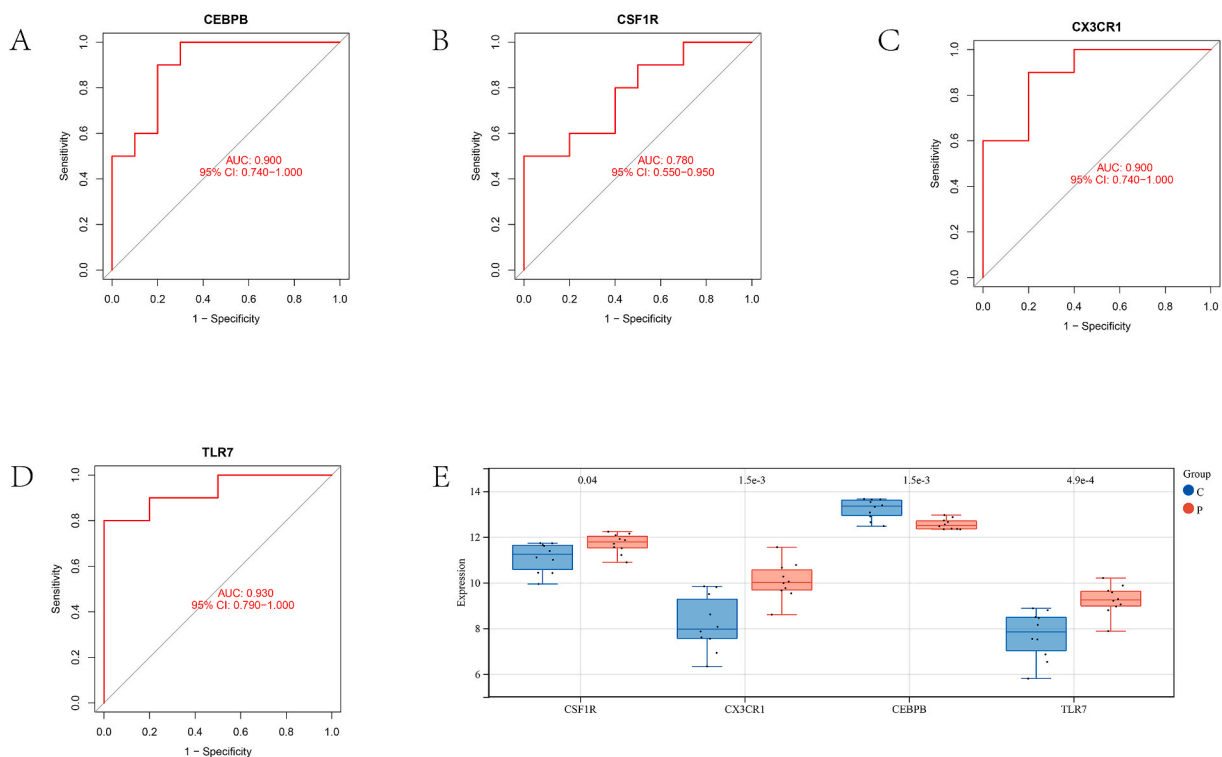 A
CEBPB
Sensitivity
1.0
0.8
0.6
0.4
0.2
0.0
AUC: 0.900
95% CI: 0.740−1.000
0.0 0.2 0.4 0.6 0.8 1.0
1 − Specificity
B
CSF1R
Sensitivity
1.0
0.8
0.6
0.4
0.2
0.0
AUC: 0.780
95% CI: 0.550−0.950
0.0 0.2 0.4 0.6 0.8 1.0
1 − Specificity
C
CX3CR1
Sensitivity
1.0
0.8
0.6
0.4
0.2
0.0
AUC: 0.900
95% CI: 0.740−1.000
0.0 0.2 0.4 0.6 0.8 1.0
1 − Specificity
D
TLR7
Sensitivity
1.0
0.8
0.6
0.4
0.2
0.0
AUC: 0.930
95% CI: 0.790−1.000
0.0 0.2 0.4 0.6 0.8 1.0
1 − Specificity
E
0.04 1.5e-3 1.5e-3 4.9e-4
Expression
14
12
10
8
6
CSF1R CX3CR1 CEBPB TLR7
Group
C
P